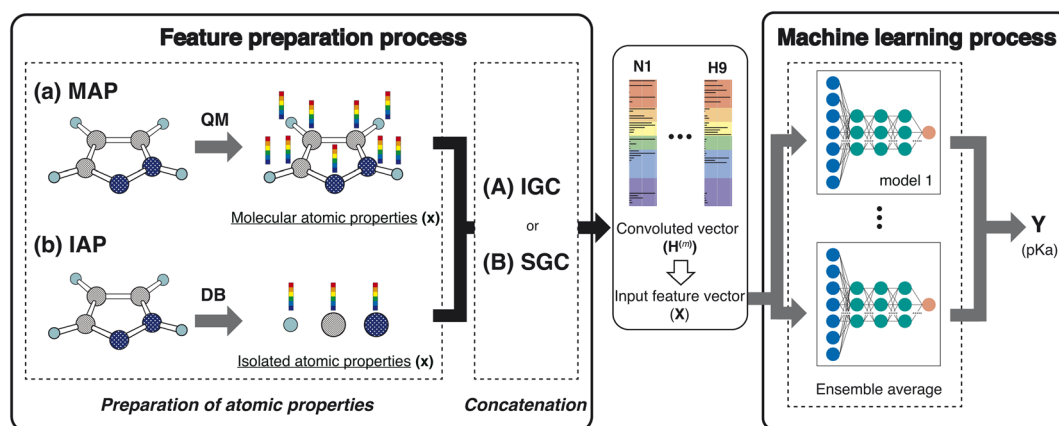 Feature preparation process
(a) MAP
QM
Molecular atomic properties (x)
(b) IAP
DB
Isolated atomic properties (x)
Preparation of atomic properties
(A) IGC
or
(B) SGC
Concatenation
N1 H9
Convoluted vector
(H(m))
Input feature vector
(X)
Machine learning process
model 1
Ensemble average
Y
(pKa)